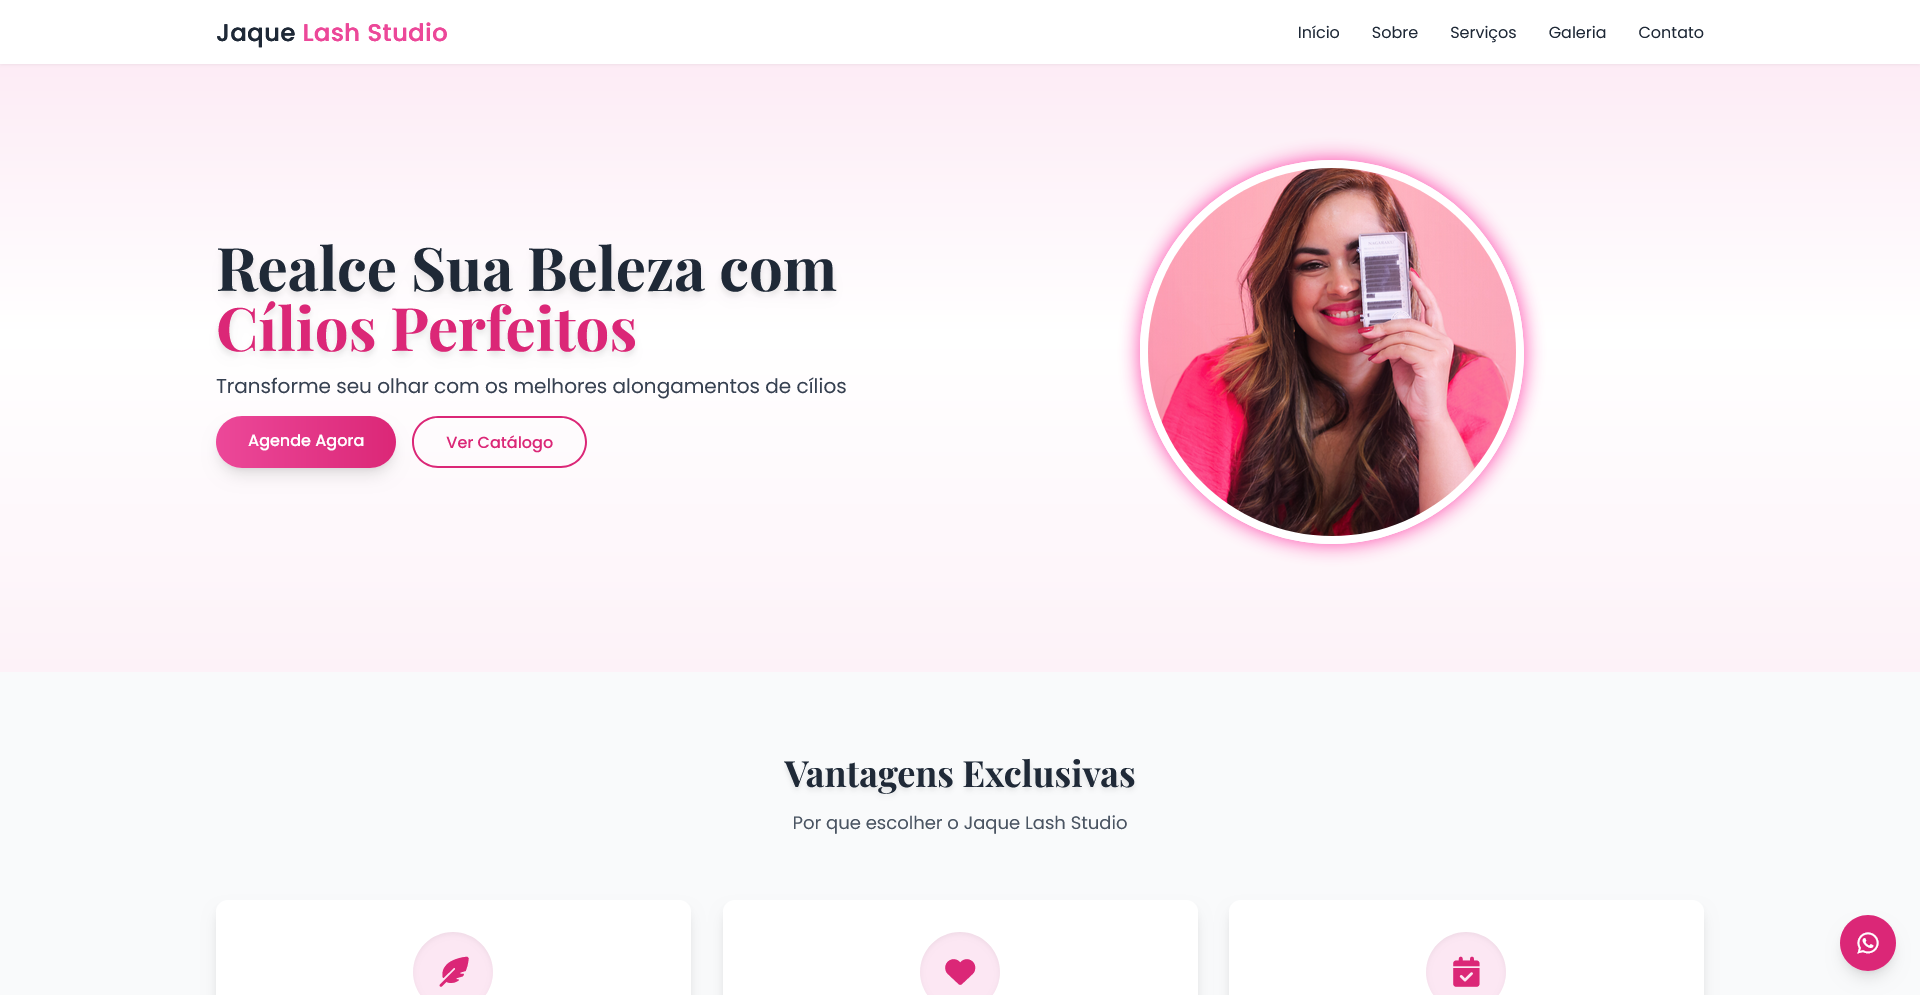 Jaque Lash Studio
Início
Sobre
Serviços
Galeria
Contato
Realce Sua Beleza com
Cílios Perfeitos
Transforme seu olhar com os melhores alongamentos de cílios
Agende Agora
Ver Catálogo
Vantagens Exclusivas
Por que escolher o Jaque Lash Studio